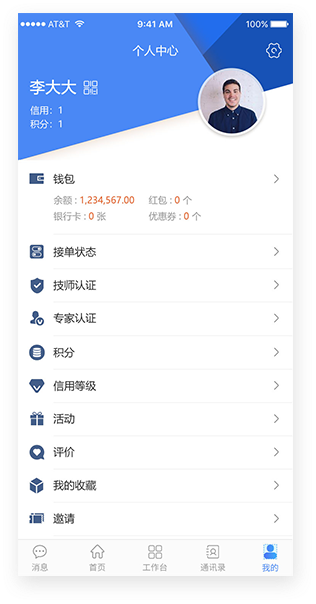 AT&T 9:41 AM 100%
个人中心
李大大
信用：1
积分：1
钱包
余额 : 1,234,567.00 红包 : 0 个
银行卡 : 0 张 优惠券 : 0 个
接单状态
技师认证
专家认证
积分
信用等级
活动
评价
我的收藏
邀请
消息 首页 工作台 通讯录 我的